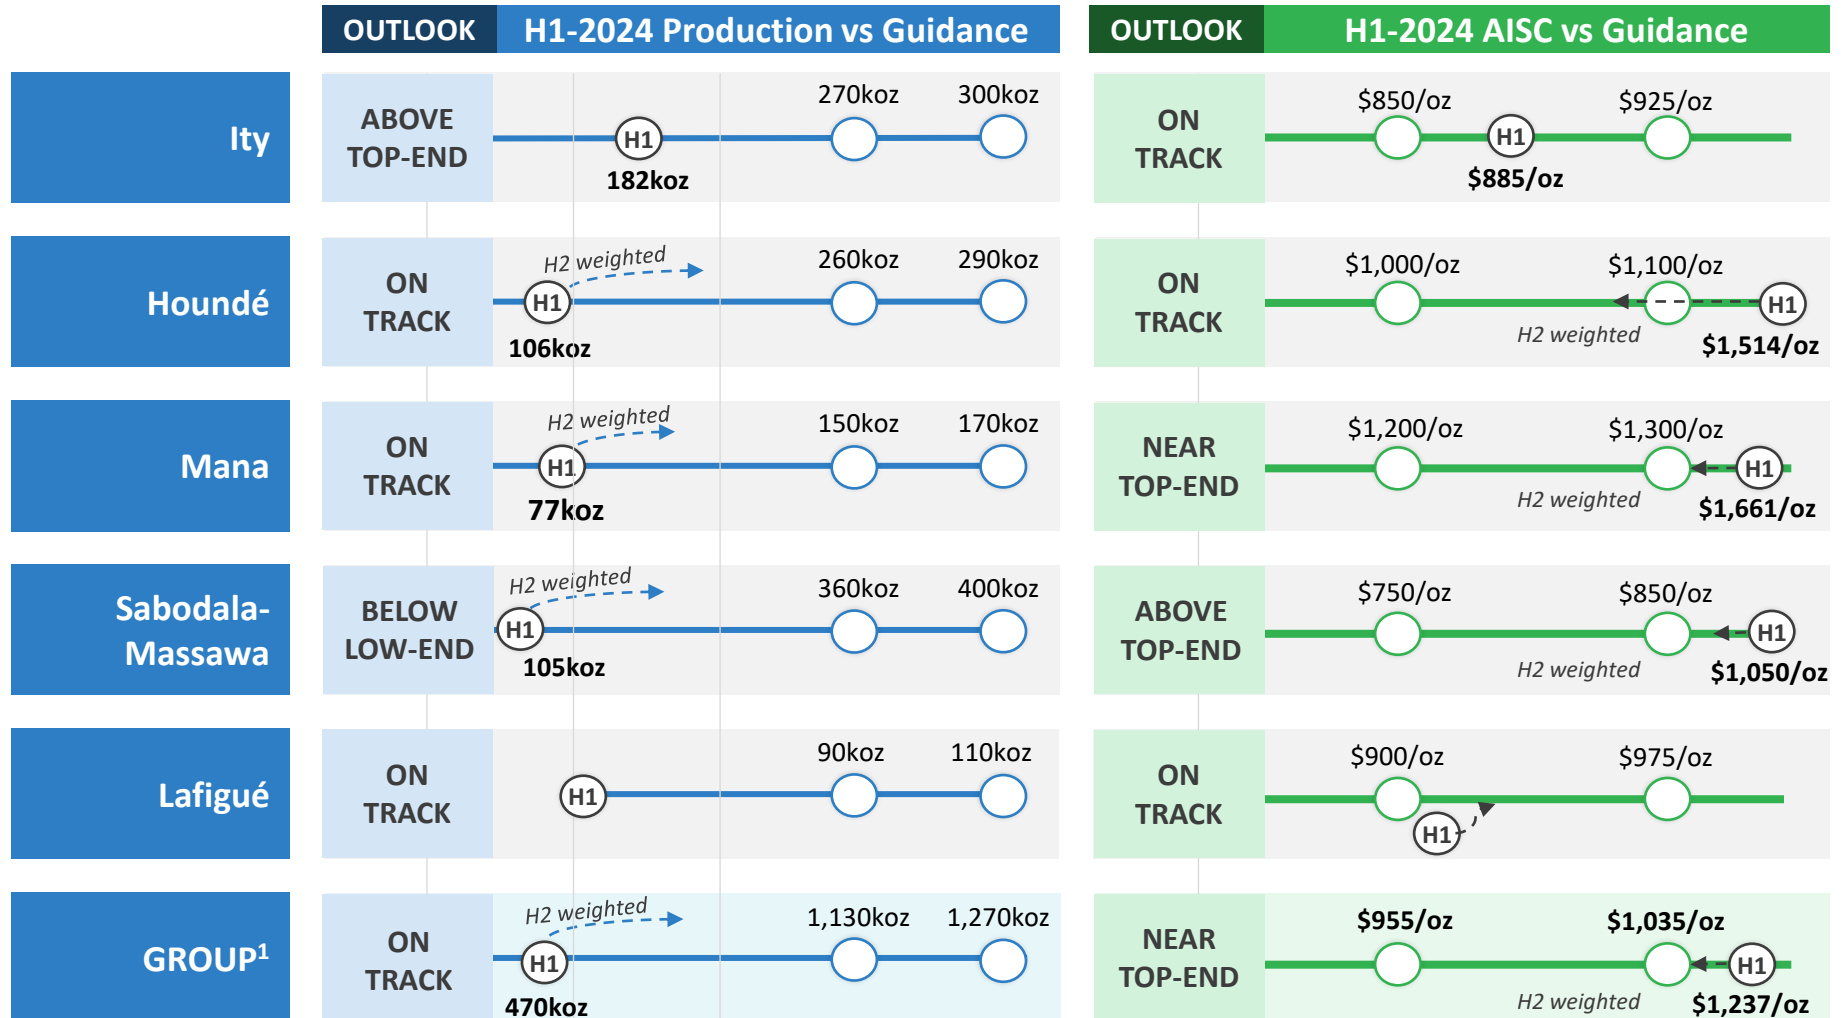 OUTLOOK H1-2024 Production vs Guidance
OUTLOOK H1-2024 AISC vs Guidance
Ity
ABOVE
TOP-END
270koz 300koz
H1
182koz
ON
TRACK
$850/oz $925/oz
H1
$885/oz
Houndé
ON
TRACK
H2 weighted
260koz 290koz
H1
106koz
ON
TRACK
$1,000/oz $1,100/oz
H1
H2 weighted
$1,514/oz
Mana
ON
TRACK
H2 weighted
150koz 170koz
H1
77koz
NEAR
TOP-END
$1,200/oz $1,300/oz
H1
H2 weighted
$1,661/oz
Sabodala-
Massawa
BELOW
LOW-END
H2 weighted
360koz 400koz
H1
105koz
ABOVE
TOP-END
$750/oz $850/oz
H1
H2 weighted
$1,050/oz
Lafigué
ON
TRACK
90koz 110koz
H1
ON
TRACK
$900/oz $975/oz
H1
GROUP1
ON
TRACK
H2 weighted
1,130koz 1,270koz
H1
470koz
NEAR
TOP-END
$955/oz $1,035/oz
H1
H2 weighted
$1,237/oz